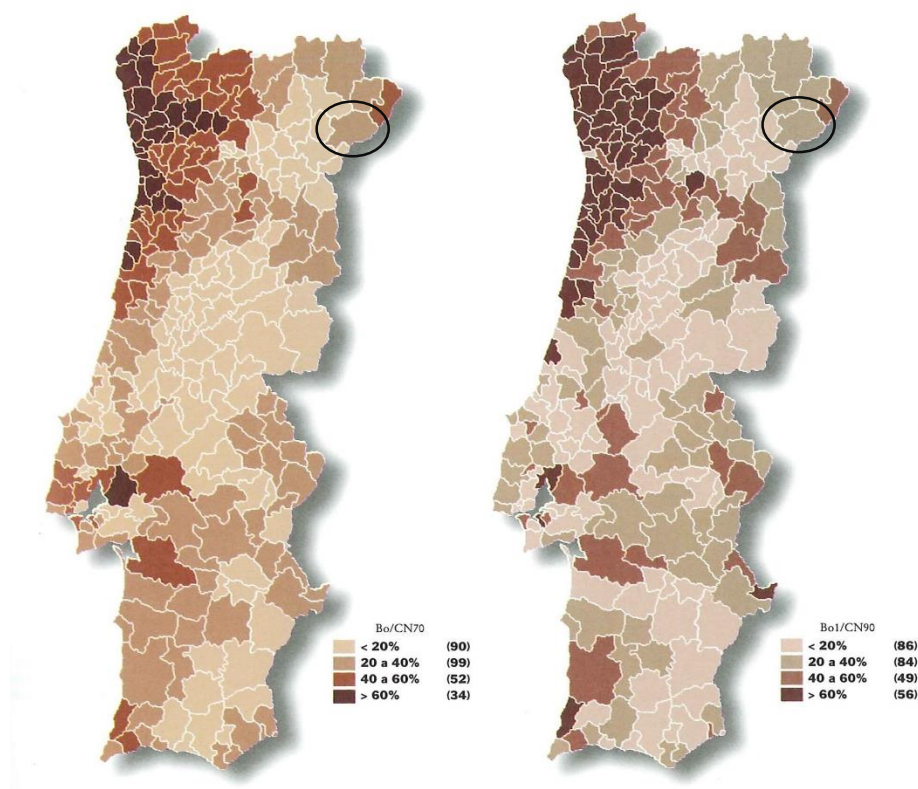 Bo/CN70
< 20% (90)
20 a 40% (99)
40 a 60% (52)
> 60% (34)
Bo1/CN90
< 20% (86)
20 a 40% (84)
40 a 60% (49)
> 60% (56)